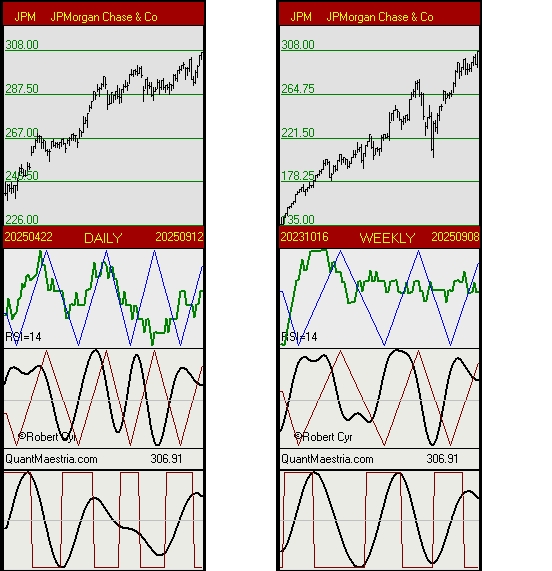 JPM JPMorgan Chase & Co
308.00
287.50
267.00
246.50
226.00
20250422 DAILY 20250912
RSI=14
©Robert Cyr
QuantMaestria.com 306.91
JPM JPMorgan Chase & Co
308.00
264.75
221.50
178.25
135.00
20231016 WEEKLY 20250908
RSI=14
©Robert Cyr
QuantMaestria.com 306.91